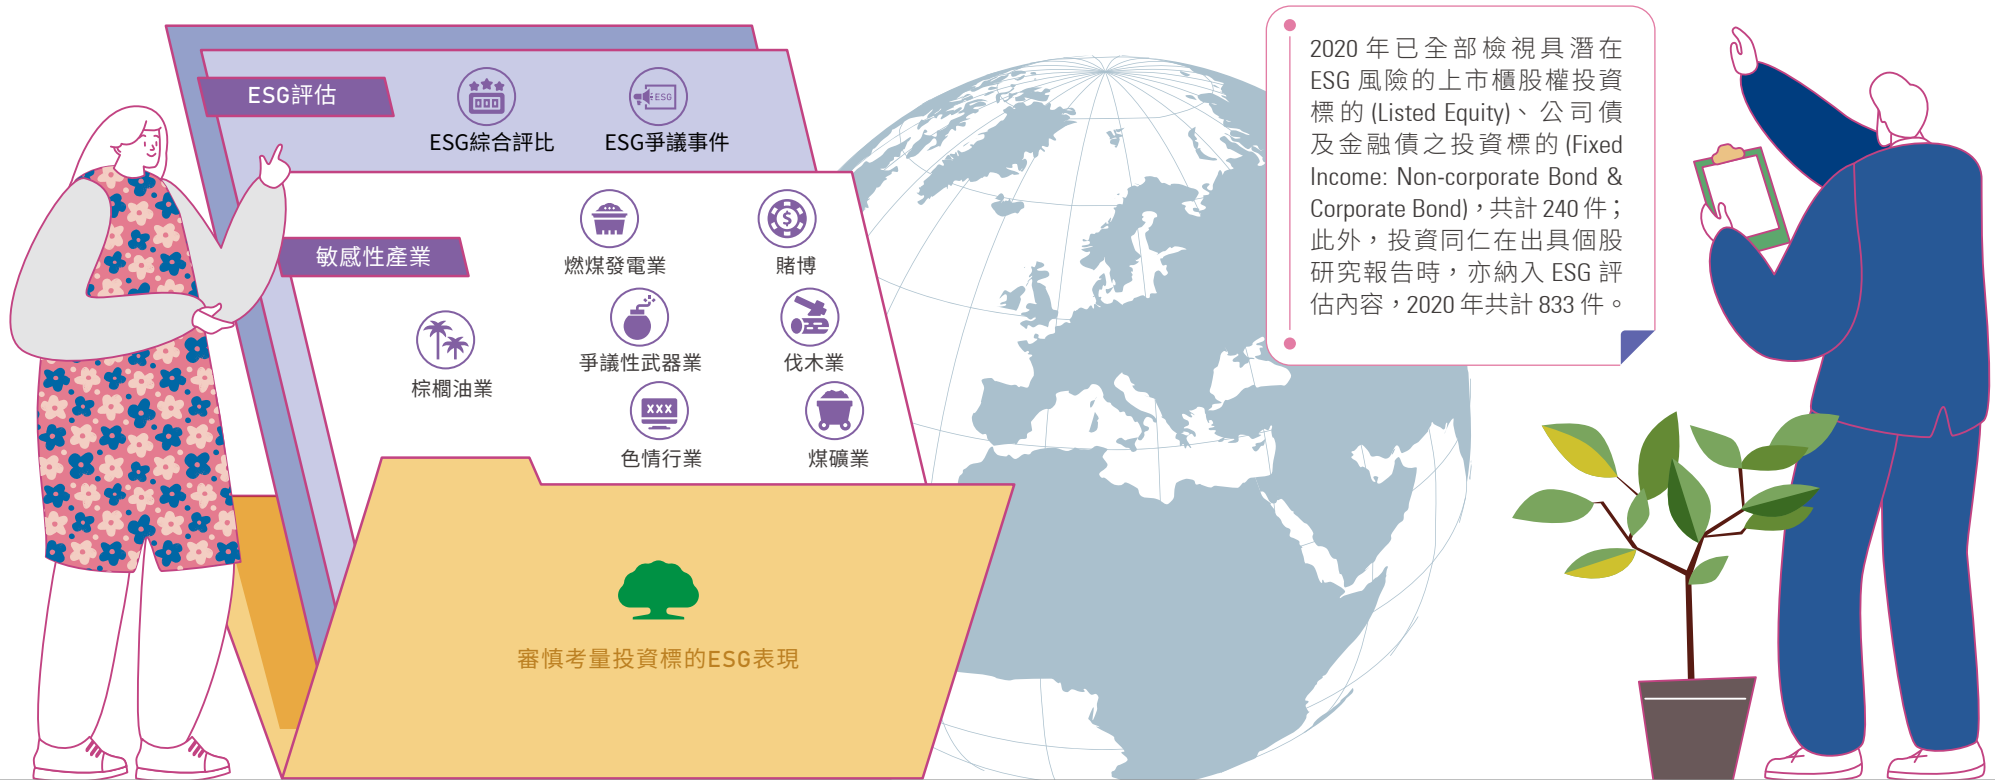 ESG評估
ESG綜合評比
ESG爭議事件
敏感性產業
燃煤發電業
賭博
棕櫚油業
爭議性武器業
伐木業
色情行業
煤礦業
審慎考量投資標的ESG表現
2020 年已全部檢視具潛在
ESG 風險的上市櫃股權投資
標的 (Listed Equity)、公司債
及金融債之投資標的 (Fixed
Income: Non-corporate Bond &
Corporate Bond)，共計 240 件；
此外，投資同仁在出具個股
研究報告時，亦納入 ESG 評
估內容，2020 年共計 833 件。
$
ESG
XXX